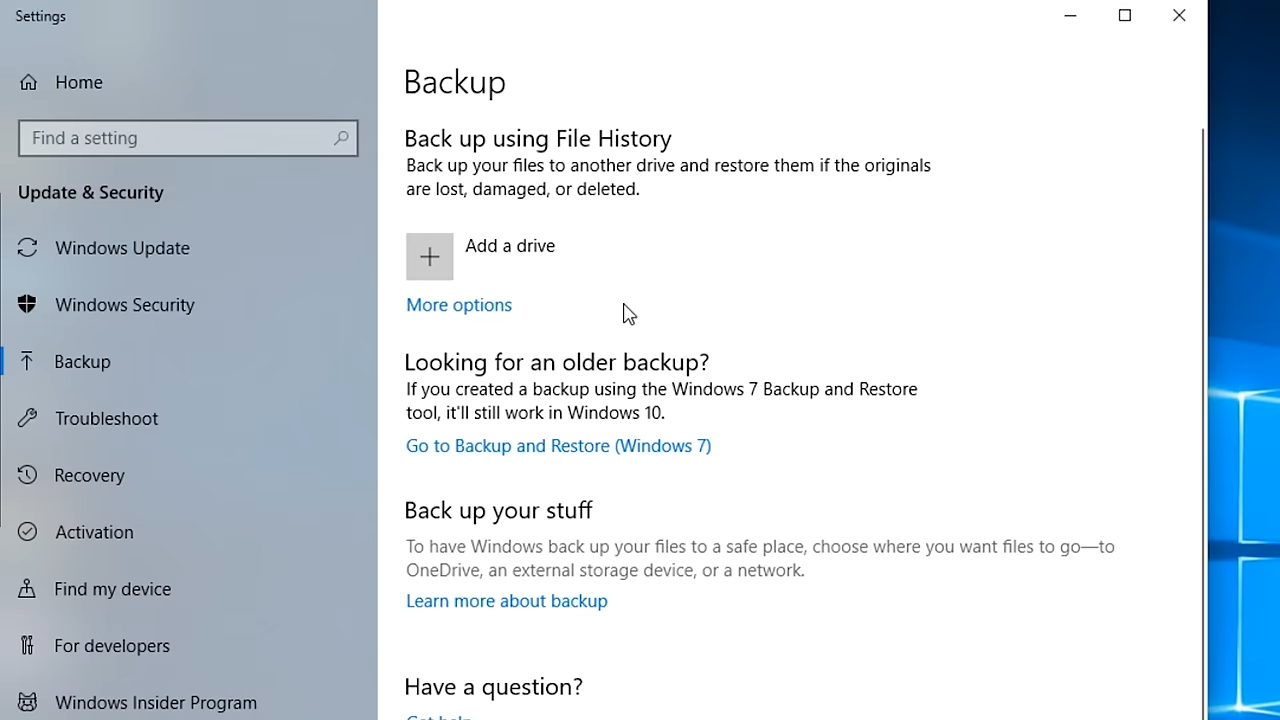 Settings
Home
Find a setting
Update & Security
Windows Update
Windows Security
Backup
Troubleshoot
Recovery
Activation
Find my device
For developers
Windows Insider Program
Backup
Back up using File History
Back up your files to another drive and restore them if the originals
are lost, damaged, or deleted.
Add a drive
More options
Looking for an older backup?
If you created a backup using the Windows 7 Backup and Restore
tool, it'll still work in Windows 10.
Go to Backup and Restore (Windows 7)
Back up your stuff
To have Windows back up your files to a safe place, choose where you want files to go—to
OneDrive, an external storage device, or a network.
Learn more about backup
Have a question?
Get help